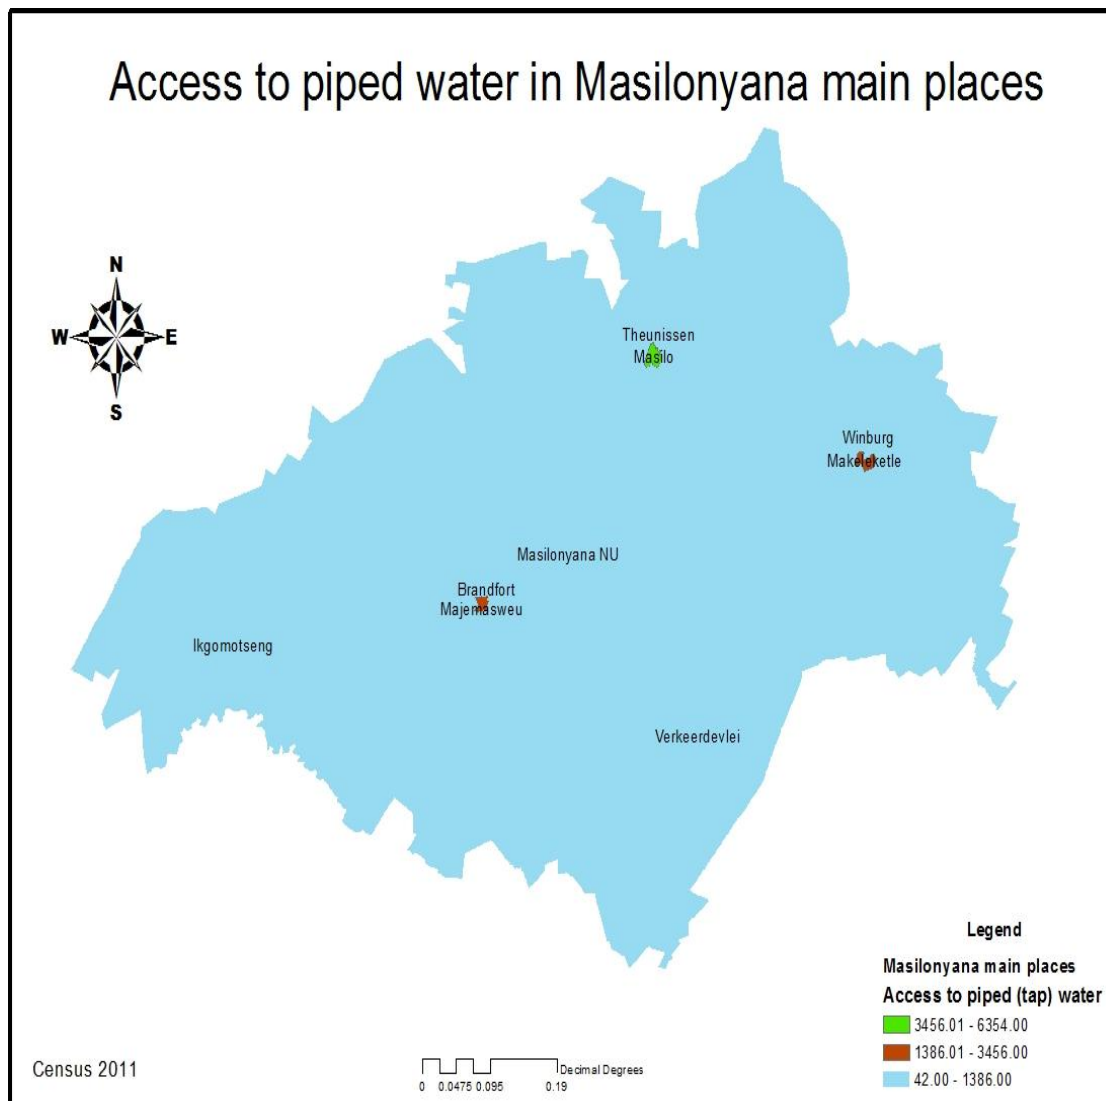 Access to piped water in Masilonyana main places
N
W E
S
Theunissen
Masilo
Winburg
Makeleketle
Masilonyana NU
Brandfort
Majemasweu
Ikgomotseng
Verkeerdevlei
Legend
Masilonyana main places
Access to piped (tap) water
3456.01 - 6354.00
1386.01 - 3456.00
42.00 - 1386.00
Census 2011
Decimal Degrees
0 0.0475 0.095 0.19